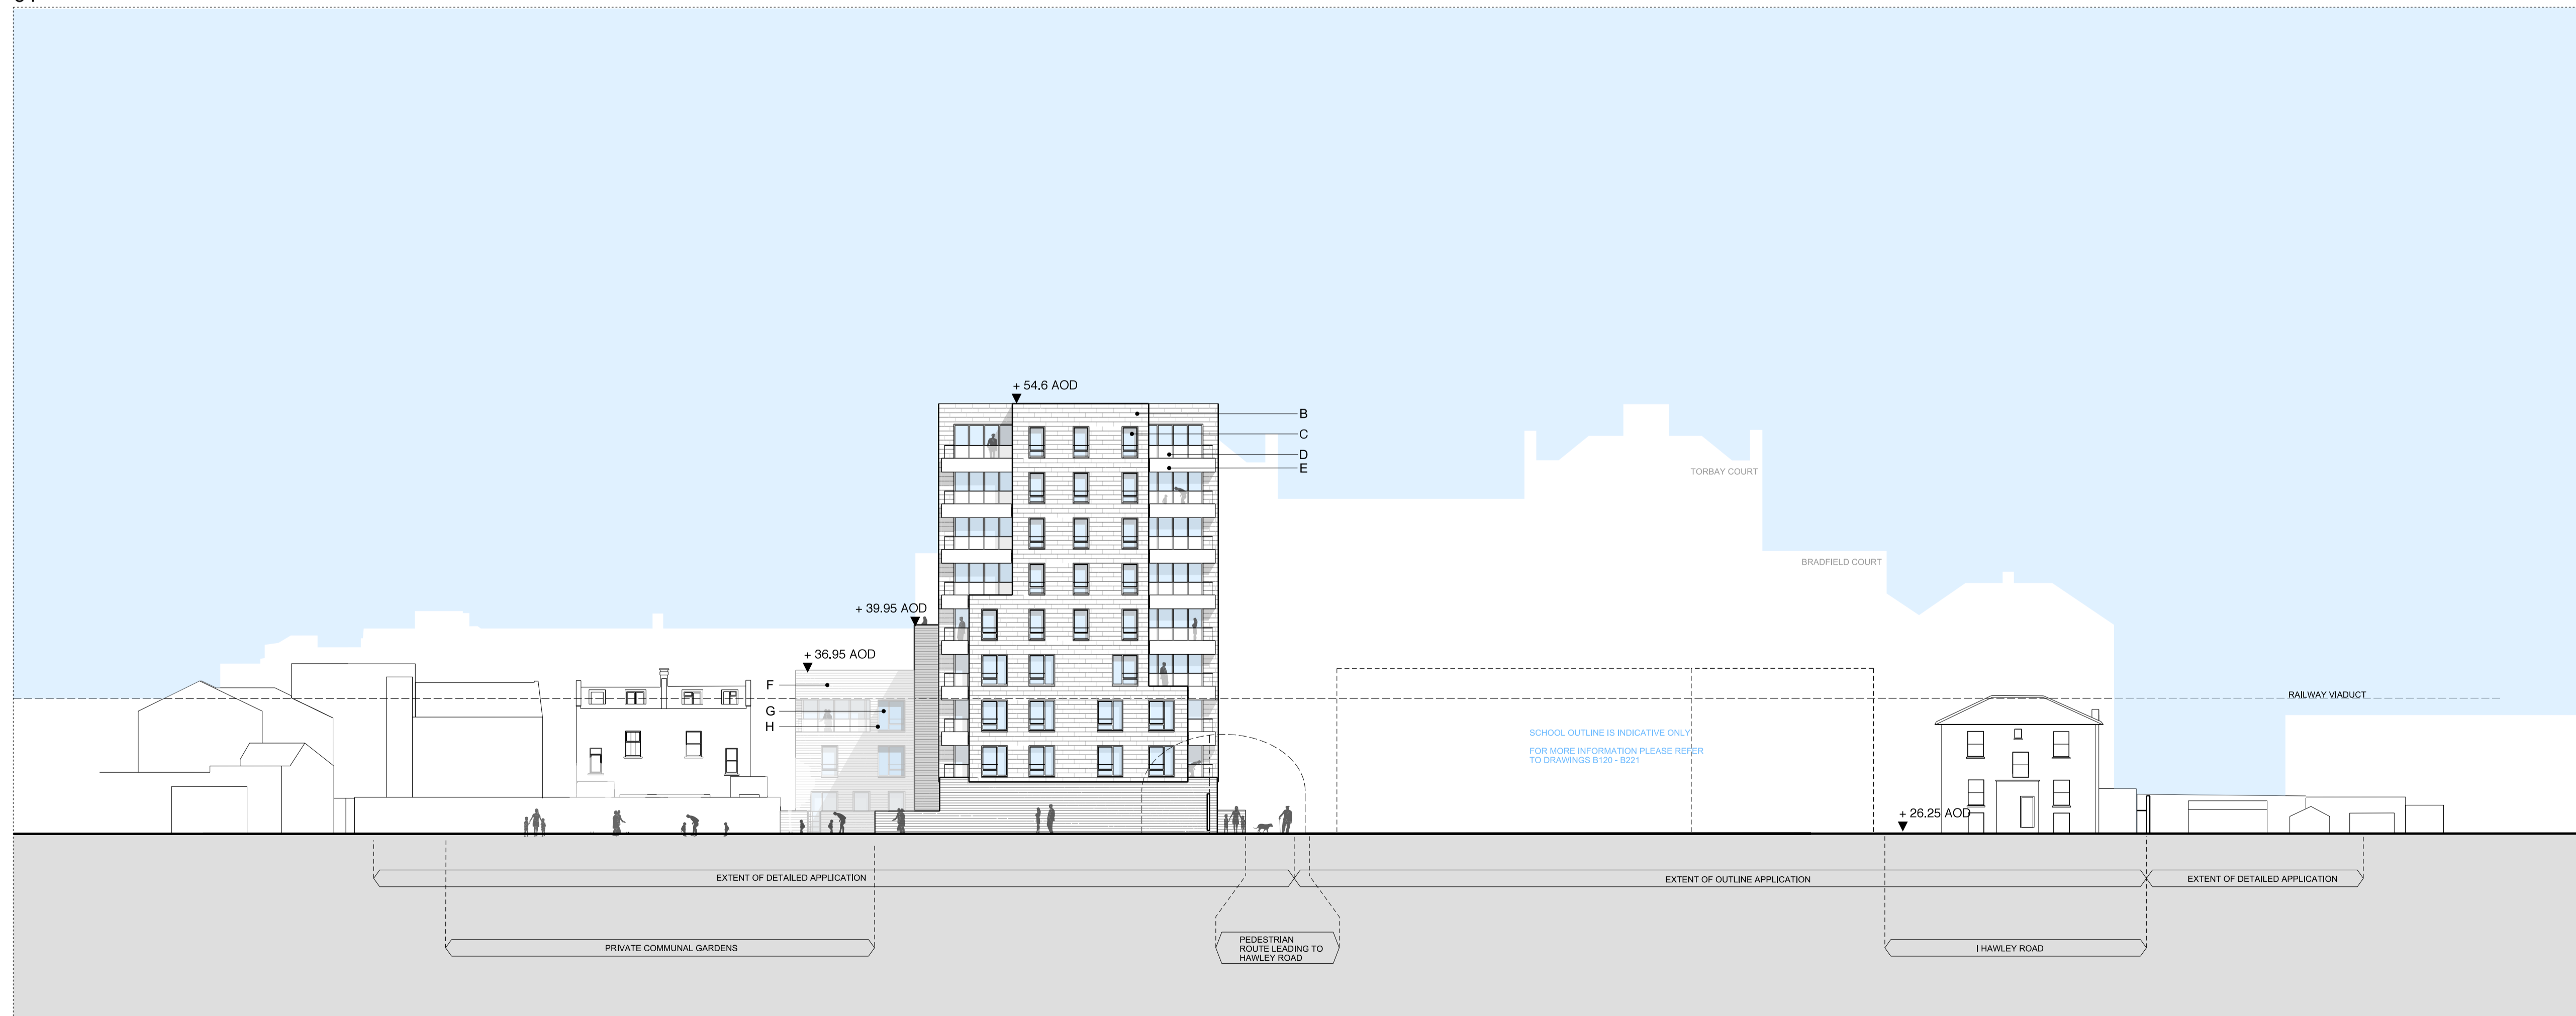 + 54.6 AOD
B
C
D
E
TORBAY COURT
BRADFIELD COURT
+ 39.95 AOD
+ 36.95 AOD
F
G
H
RAILWAY VIADUCT
SCHOOL OUTLINE IS INDICATIVE ONLY
FOR MORE INFORMATION PLEASE REFER
TO DRAWINGS B120 - B221
+ 26.25 AOD
EXTENT OF DETAILED APPLICATION
EXTENT OF OUTLINE APPLICATION
EXTENT OF DETAILED APPLICATION
PRIVATE COMMUNAL GARDENS
PEDESTRIAN
ROUTE LEADING TO
HAWLEY ROAD
I HAWLEY ROAD